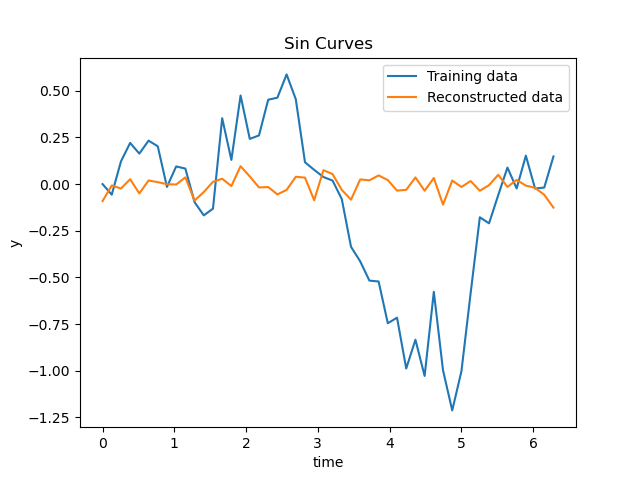 Sin Curves
Training data
Reconstructed data
0.50
0.25
0.00
−0.25
−0.50
−0.75
−1.00
−1.25
y
0 1 2 3 4 5 6
time